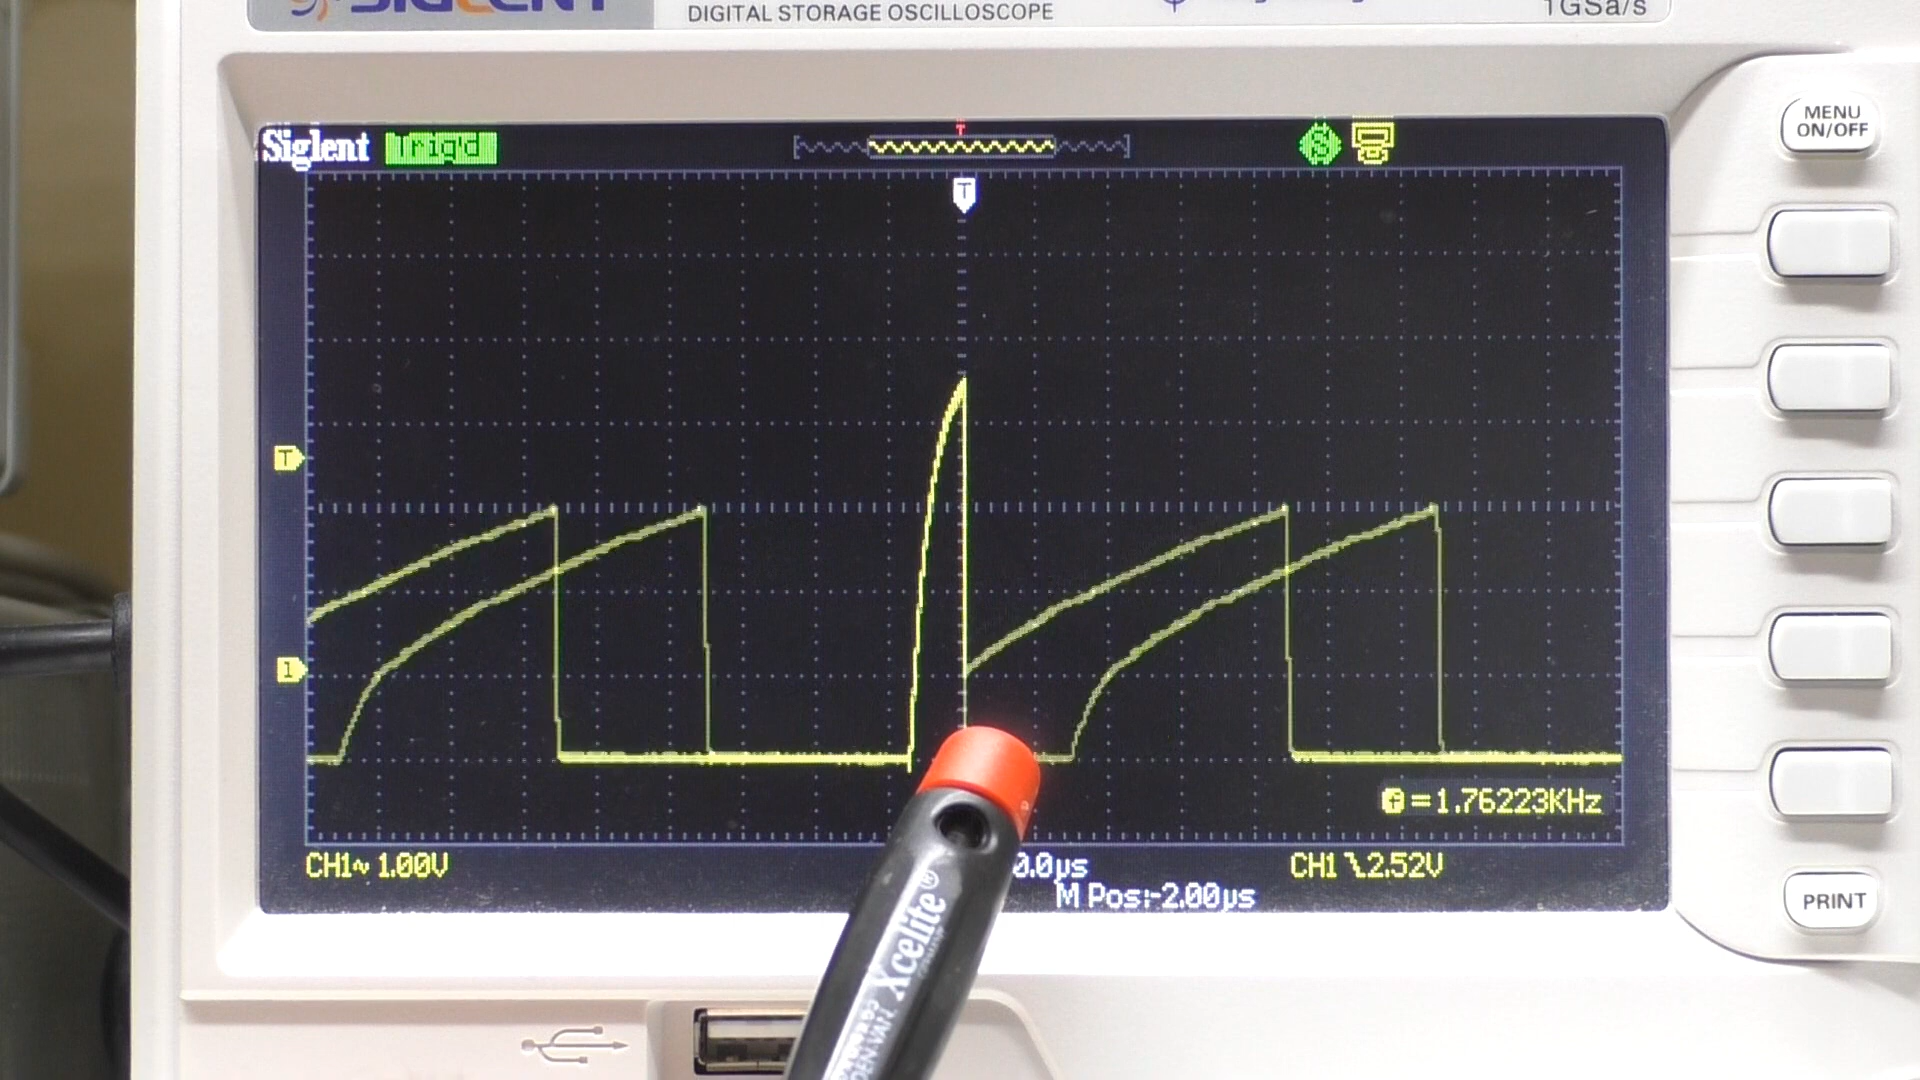 SIGLENT
DIGITAL STORAGE OSCILLOSCOPE
1GSa/s
MENU
ON/OFF
Siglent Trig'd
T
S
T
T
1
f=1.76223KHz
CH1~ 1.00V
0.0µs
CH1 2.52V
M Pos:-2.00µs
PRINT
Xcelite®